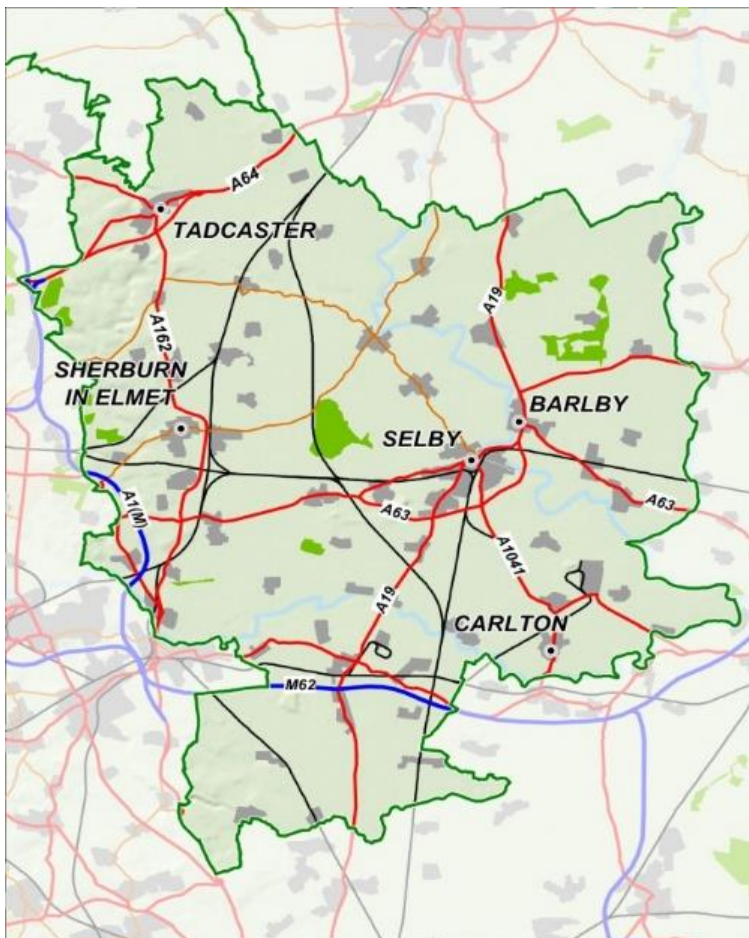 A64
TADCASTER
A19
A162
SHERBURN
IN ELMET
BARLBY
SELBY
A63
A1(M)
A63
A1041
A19
CARLTON
M62